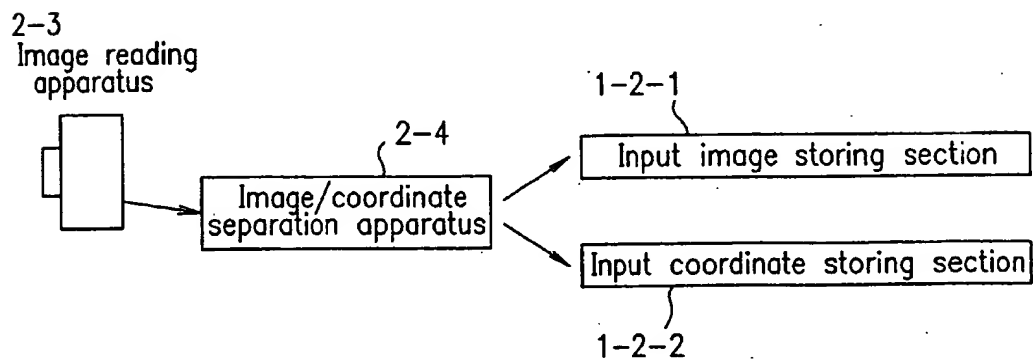 2-3
Image reading
apparatus
2-4
Image/coordinate
separation apparatus
1-2-1
Input image storing section
Input coordinate storing section
1-2-2